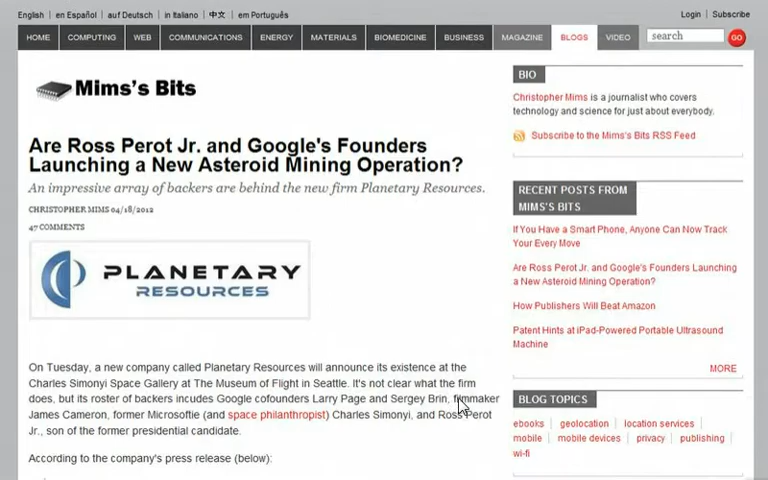 English | en Español | auf Deutsch | in Italiano | 中文 | em Português
Login | Subscribe
HOME COMPUTING WEB COMMUNICATIONS ENERGY MATERIALS BIOMEDICINE BUSINESS MAGAZINE BLOGS VIDEO search GO
Mims's Bits
Are Ross Perot Jr. and Google's Founders
Launching a New Asteroid Mining Operation?
An impressive array of backers are behind the new firm Planetary Resources.
CHRISTOPHER MIMS 04/18/2012
47 COMMENTS
PLANETARY
RESOURCES
On Tuesday, a new company called Planetary Resources will announce its existence at the
Charles Simonyi Space Gallery at The Museum of Flight in Seattle. It's not clear what the firm
does, but its roster of backers incudes Google cofounders Larry Page and Sergey Brin, filmmaker
James Cameron, former Microsoftie (and space philanthropist) Charles Simonyi, and Ross Perot
Jr., son of the former presidential candidate.
According to the company's press release (below):
BIO
Christopher Mims is a journalist who covers
technology and science for just about everybody.
Subscribe to the Mims's Bits RSS Feed
RECENT POSTS FROM
MIMS'S BITS
If You Have a Smart Phone, Anyone Can Now Track
Your Every Move
Are Ross Perot Jr. and Google's Founders Launching
a New Asteroid Mining Operation?
How Publishers Will Beat Amazon
Patent Hints at iPad-Powered Portable Ultrasound
Machine
MORE
BLOG TOPICS
ebooks | geolocation | location services |
mobile | mobile devices | privacy | publishing |
wi-fi